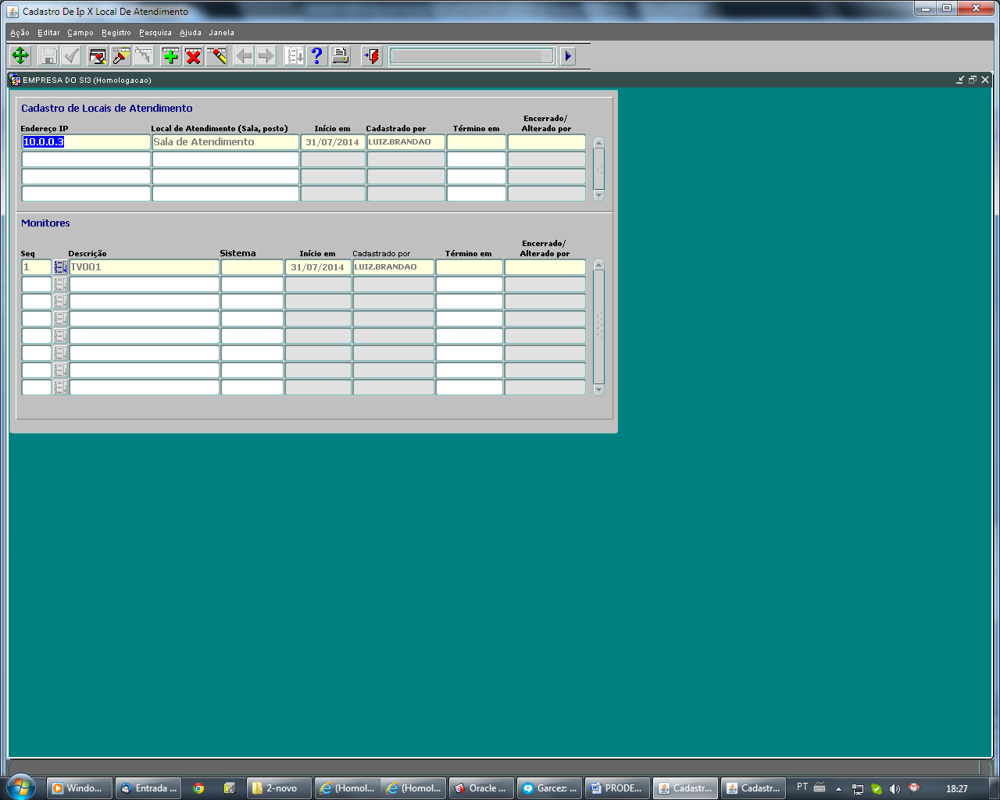 Cadastro De Ip X Local De Atendimento
Ação Editar Campo Registro Pesquisa Ajuda Janela
EMPRESA DO SI3 (Homologacao)
Cadastro de Locais de Atendimento
Endereço IP Local de Atendimento (Sala, posto) Início em Cadastrado por Término em Encerrado/ Alterado por
10.0.0.3 Sala de Atendimento 31/07/2014 LUIZ.BRANDAO
Monitores
Seq Descrição Sistema Início em Cadastrado por Término em Encerrado/ Alterado por
1 TV001 31/07/2014 LUIZ.BRANDAO
Windo... Entrada ... 2-novo (Homol... (Homol... Oracle ... Garcez: ... PRODE... Cadastr... Cadastr... PT 18:27